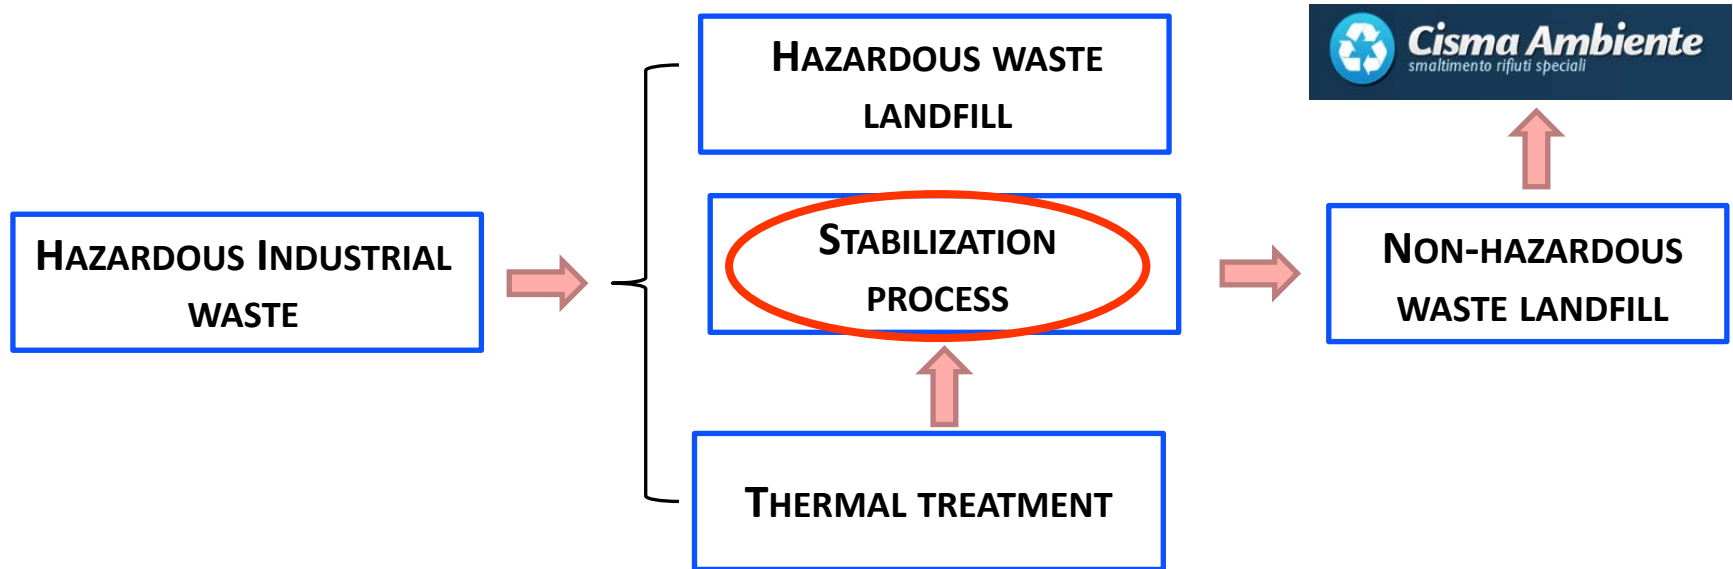 HAZARDOUS WASTE
LANDFILL
Cisma Ambiente
smaltimento rifiuti speciali
HAZARDOUS INDUSTRIAL
WASTE
STABILIZATION
PROCESS
NON-HAZARDOUS
WASTE LANDFILL
THERMAL TREATMENT